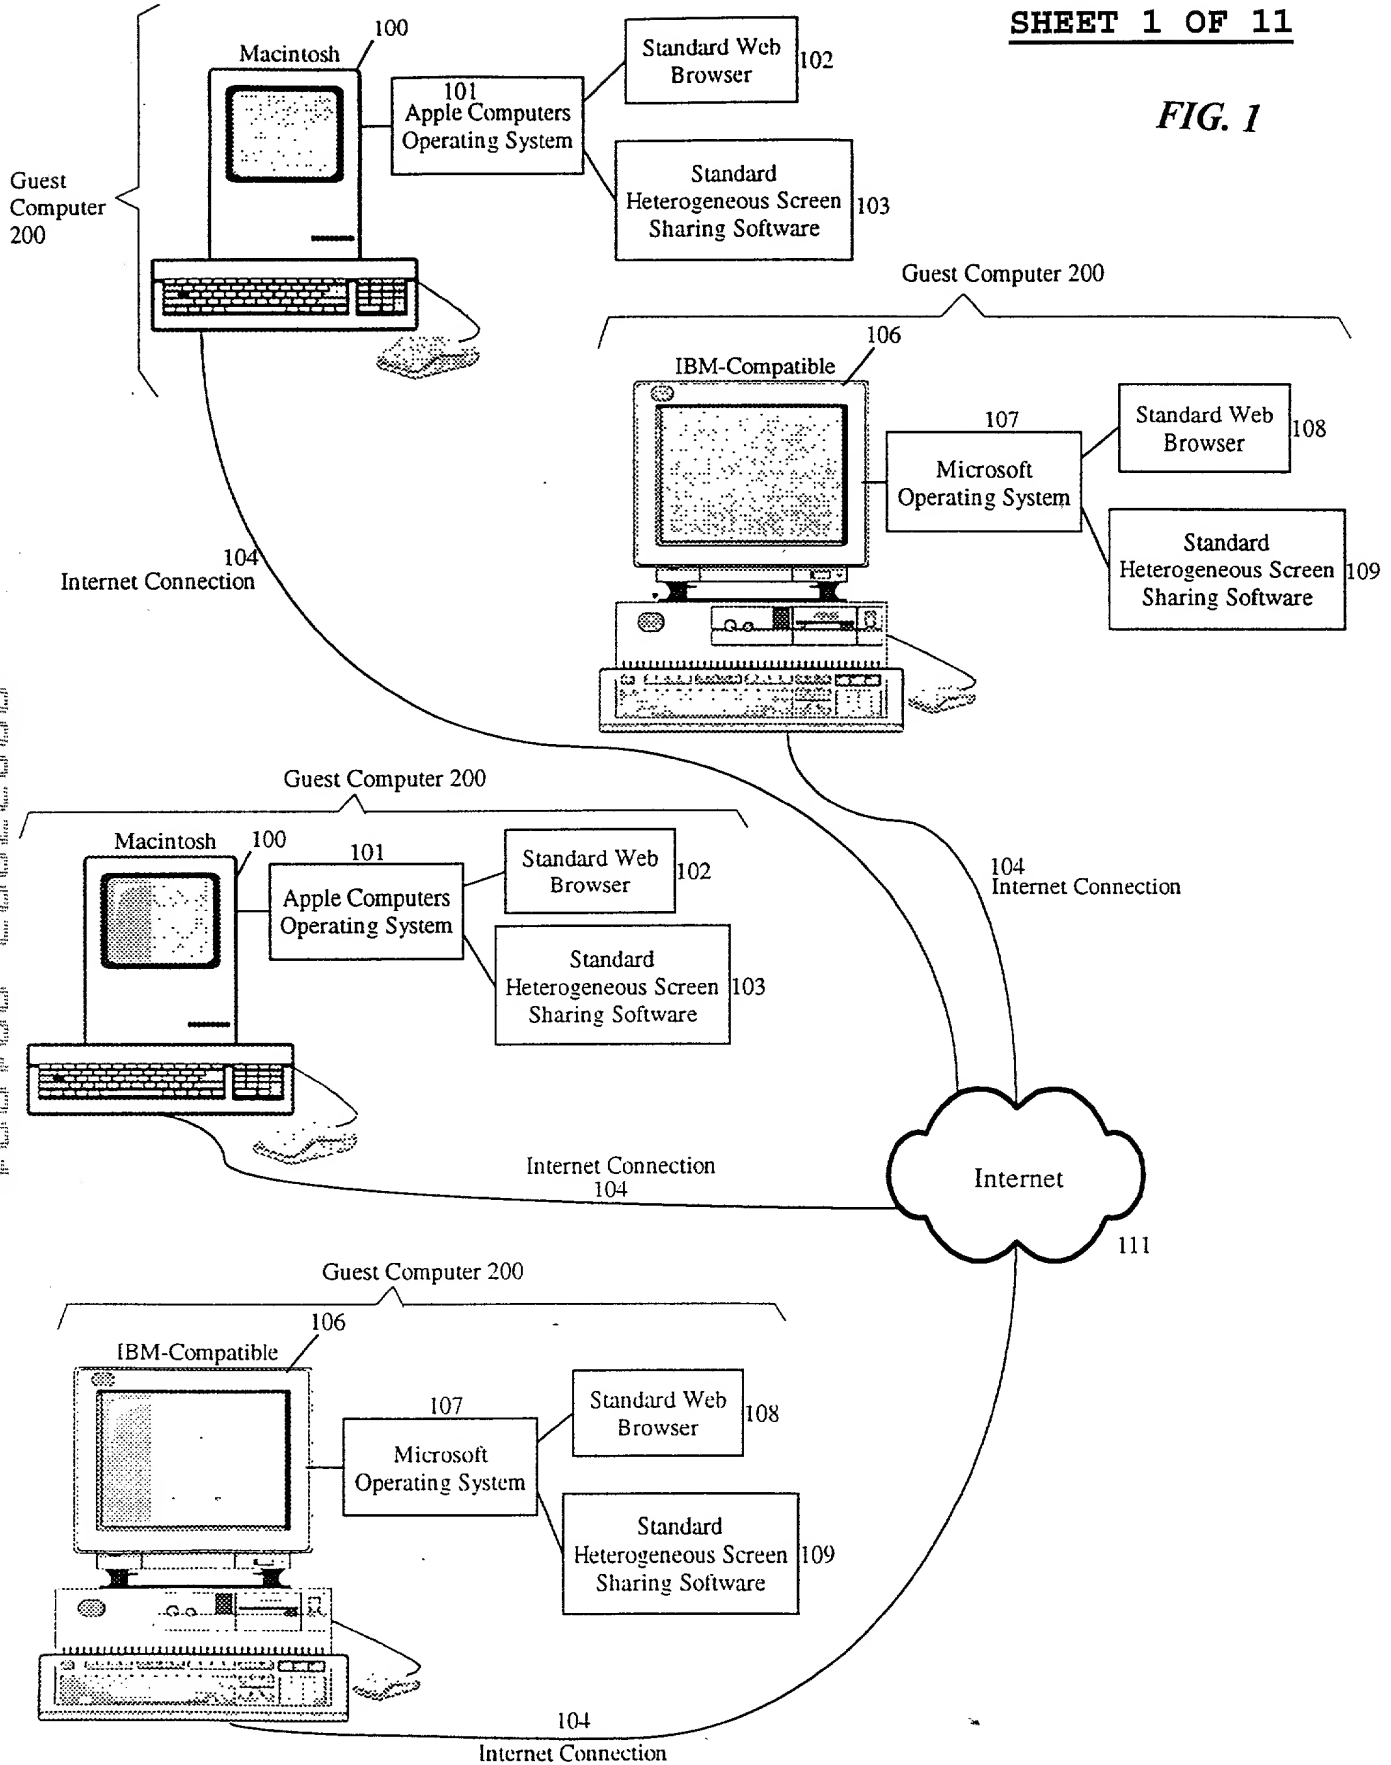 SHEET 1 OF 11
FIG. 1
100
Macintosh
101
Apple Computers
Operating System
Standard Web
Browser
102
Standard
Heterogeneous Screen
Sharing Software
103
Guest
Computer
200
Guest Computer 200
106
IBM-Compatible
107
Microsoft
Operating System
Standard Web
Browser
108
Standard
Heterogeneous Screen
Sharing Software
109
104
Internet Connection
Guest Computer 200
Macintosh
100
101
Apple Computers
Operating System
Standard Web
Browser
102
Standard
Heterogeneous Screen
Sharing Software
103
104
Internet Connection
Internet Connection
104
Internet
111
Guest Computer 200
106
IBM-Compatible
107
Microsoft
Operating System
Standard Web
Browser
108
Standard
Heterogeneous Screen
Sharing Software
109
104
Internet Connection